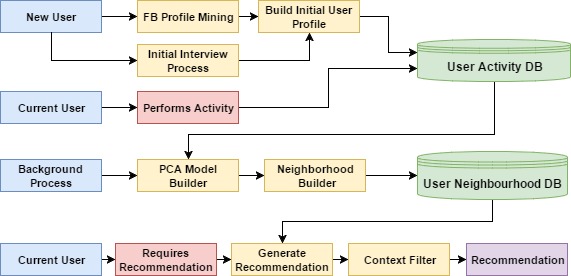 New User
FB Profile Mining
Build Initial User
Profile
Initial Interview
Process
User Activity DB
Current User
Performs Activity
Background
Process
PCA Model
Builder
Neighborhood
Builder
User Neighbourhood DB
Current User
Requires
Recommendation
Generate
Recommendation
Context Filter
Recommendation